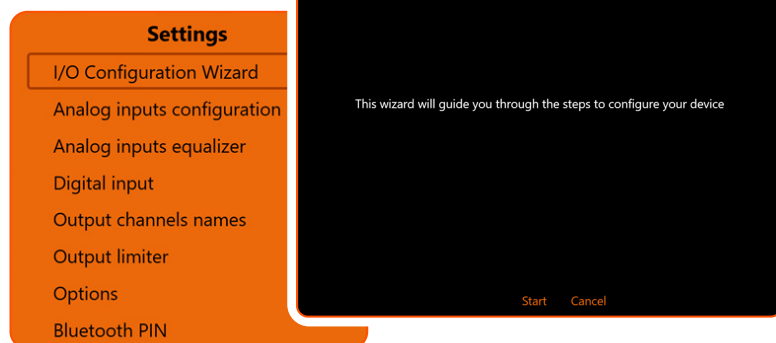 Settings
I/O Configuration Wizard
Analog inputs configuration
Analog inputs equalizer
Digital input
Output channels names
Output limiter
Options
Bluetooth PIN
This wizard will guide you through the steps to configure your device
Start Cancel